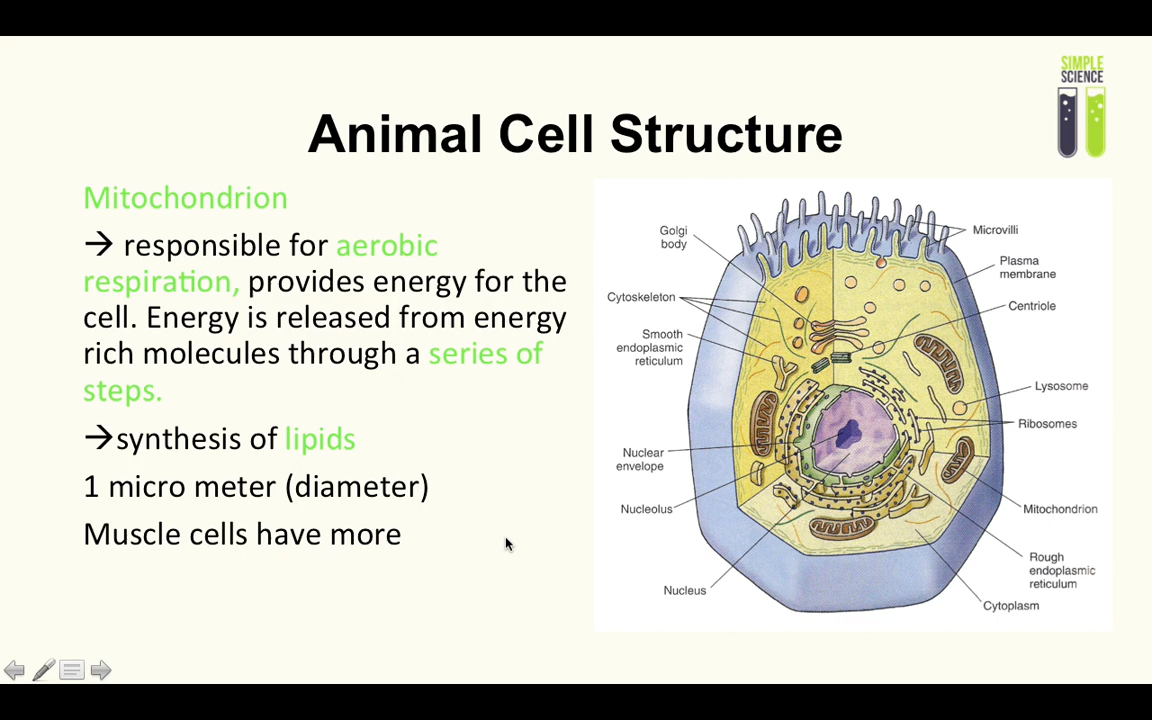 SIMPLE
SCIENCE
Animal Cell Structure
Mitochondrion
→ responsible for aerobic
respiration, provides energy for the
cell. Energy is released from energy
rich molecules through a series of
steps.
→synthesis of lipids
1 micro meter (diameter)
Muscle cells have more
Golgi
body
Cytoskeleton
Smooth
endoplasmic
reticulum
Nuclear
envelope
Nucleolus
Nucleus
Microvilli
Plasma
membrane
Centriole
Lysosome
Ribosomes
Mitochondrion
Rough
endoplasmic
reticulum
Cytoplasm